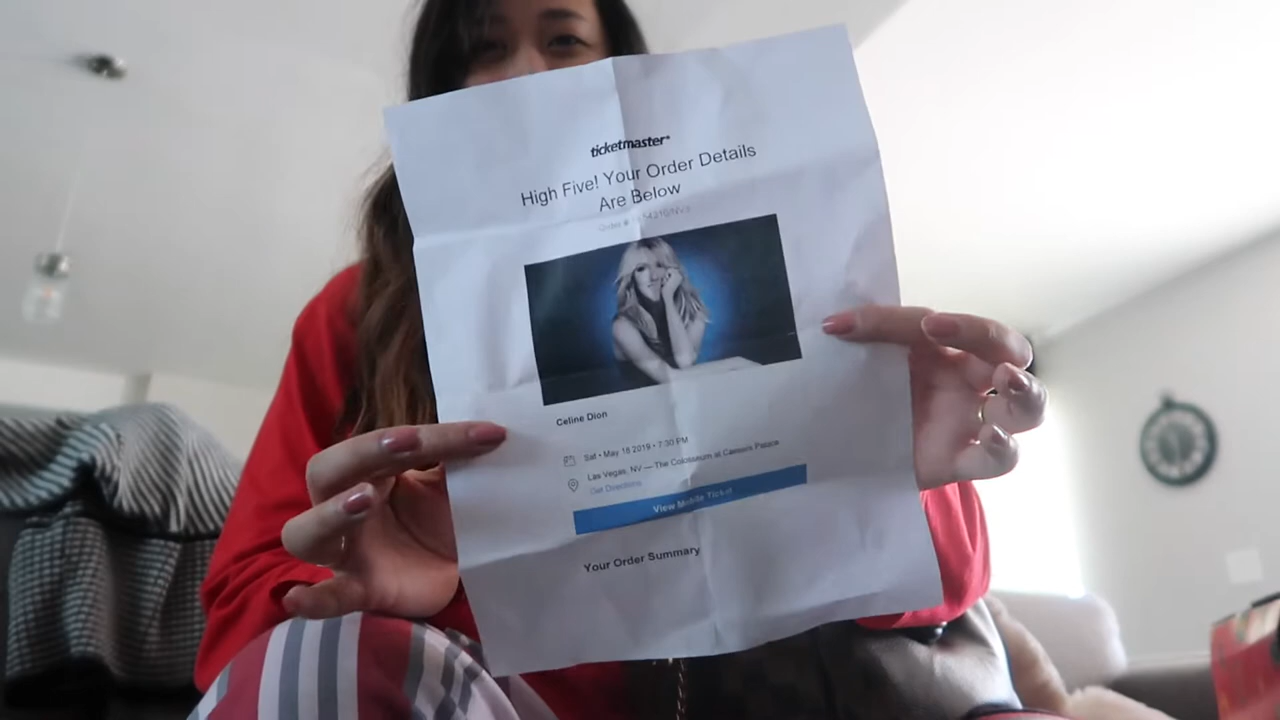 ticketmaster®
High Five! Your Order Details
Are Below
Order #
Celine Dion
Sat • May 18 2019 • 7:30 PM
Las Vegas, NV — The Colosseum at Caesars Palace
Get Directions
View Mobile Ticket
Your Order Summary